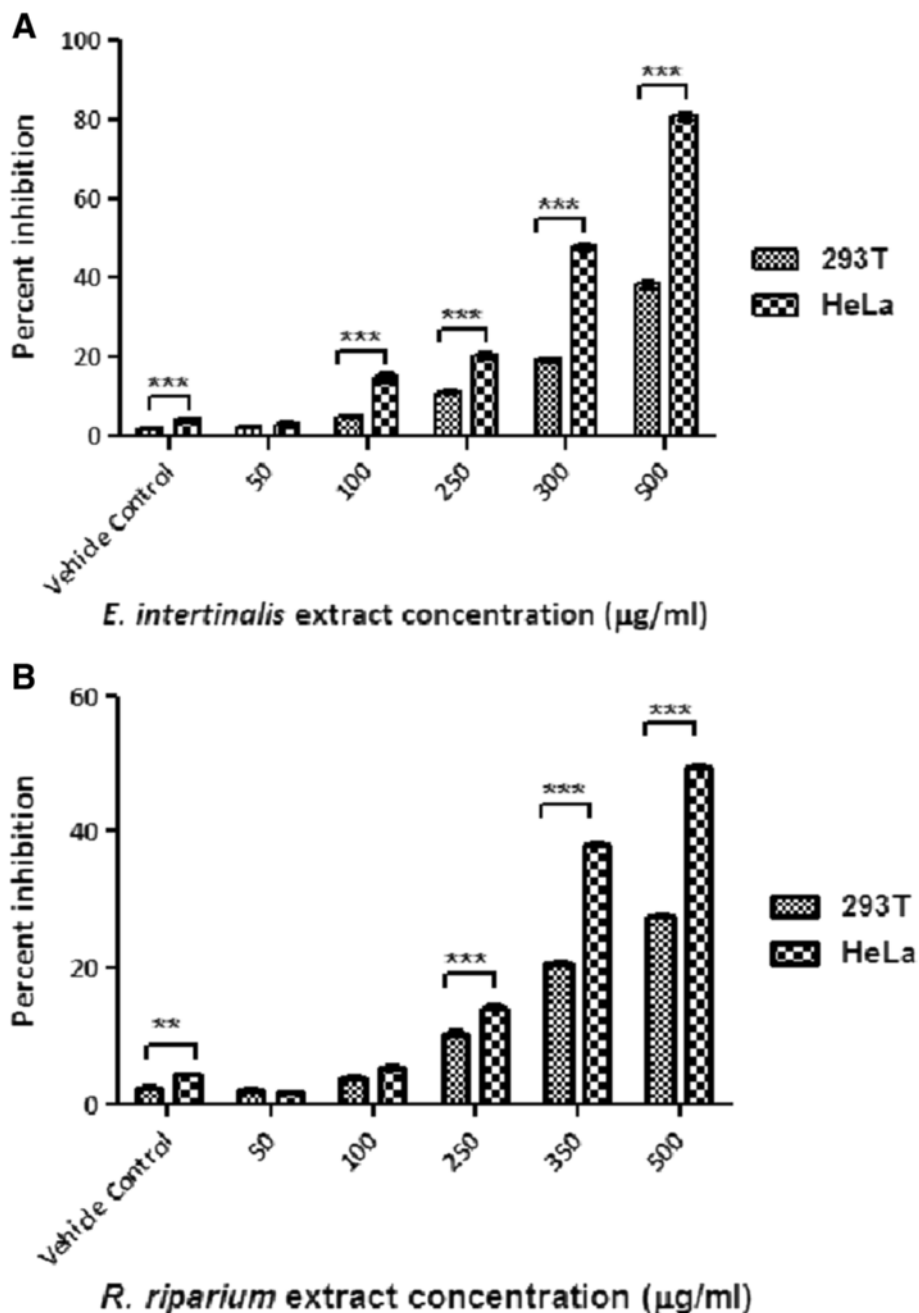 A
100
80
60
40
20
0
Percent inhibition
***
***
***
***
***
293T
HeLa
Vehicle Control
50
100
250
300
500
E. intertinalis extract concentration (μg/ml)
B
60
40
20
0
Percent inhibition
**
***
***
***
293T
HeLa
Vehicle Control
50
100
250
350
500
R. riparium extract concentration (μg/ml)